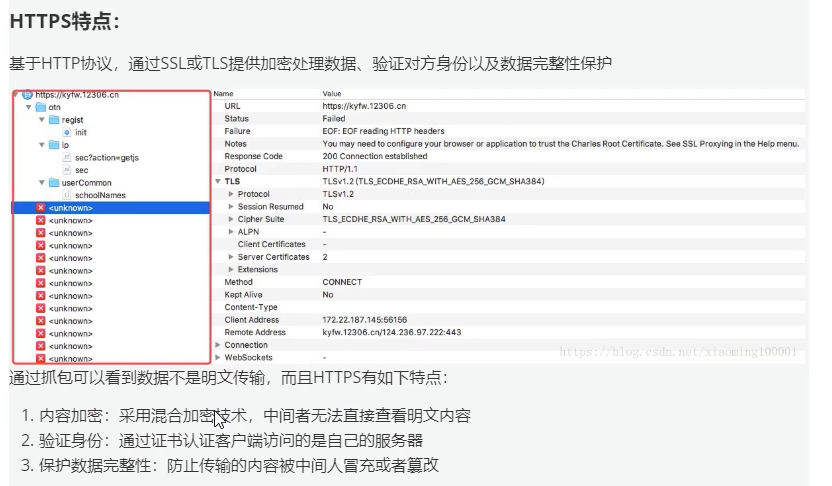 HTTPS特点：
基于HTTP协议，通过SSL或TLS提供加密处理数据、验证对方身份以及数据完整性保护
https://kyfw.12306.cn
otn
regist
init
ip
sec?action=getjs
sec
userCommon
schoolNames
<unknown>
<unknown>
<unknown>
<unknown>
<unknown>
<unknown>
<unknown>
<unknown>
<unknown>
<unknown>
<unknown>
<unknown>
<unknown>
Name Value
URL https://kyfw.12306.cn
Status Failed
Failure EOF: EOF reading HTTP headers
Notes You may need to configure your browser or application to trust the Charles Root Certificate. See SSL Proxying in the Help menu.
Response Code 200 Connection established
Protocol HTTP/1.1
TLS TLSv1.2 (TLS_ECDHE_RSA_WITH_AES_256_GCM_SHA384)
Protocol TLSv1.2
Session Resumed No
Cipher Suite TLS_ECDHE_RSA_WITH_AES_256_GCM_SHA384
ALPN -
Client Certificates -
Server Certificates 2
Extensions
Method CONNECT
Kept Alive No
Content-Type
Client Address 172.22.187.145:56156
Remote Address kyfw.12306.cn/124.236.97.222:443
Connection
WebSockets -
https://blog.csdn.net/xiaoming100001
通过抓包可以看到数据不是明文传输，而且HTTPS有如下特点：
1. 内容加密：采用混合加密技术，中间者无法直接查看明文内容
2. 验证身份：通过证书认证客户端访问的是自己的服务器
3. 保护数据完整性：防止传输的内容被中间人冒充或者篡改